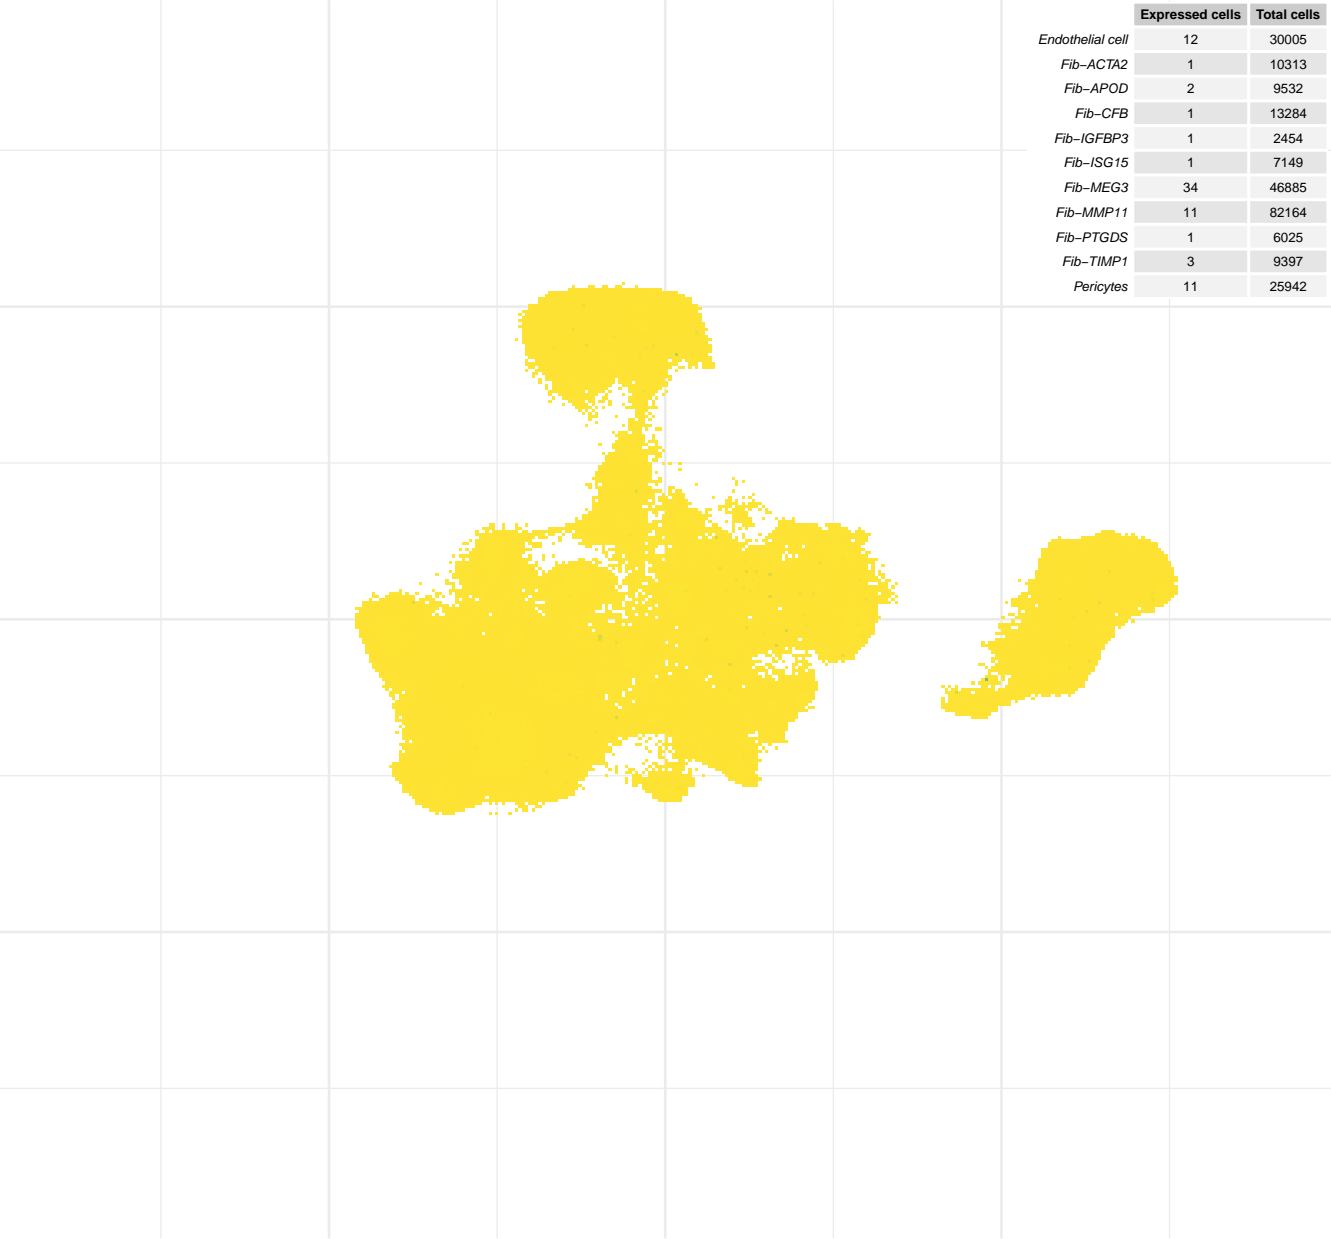 Expressed cells Total cells
Endothelial cell 12 30005
Fib−ACTA2 1 10313
Fib−APOD 2 9532
Fib−CFB 1 13284
Fib−IGFBP3 1 2454
Fib−ISG15 1 7149
Fib−MEG3 34 46885
Fib−MMP11 11 82164
Fib−PTGDS 1 6025
Fib−TIMP1 3 9397
Pericytes 11 25942